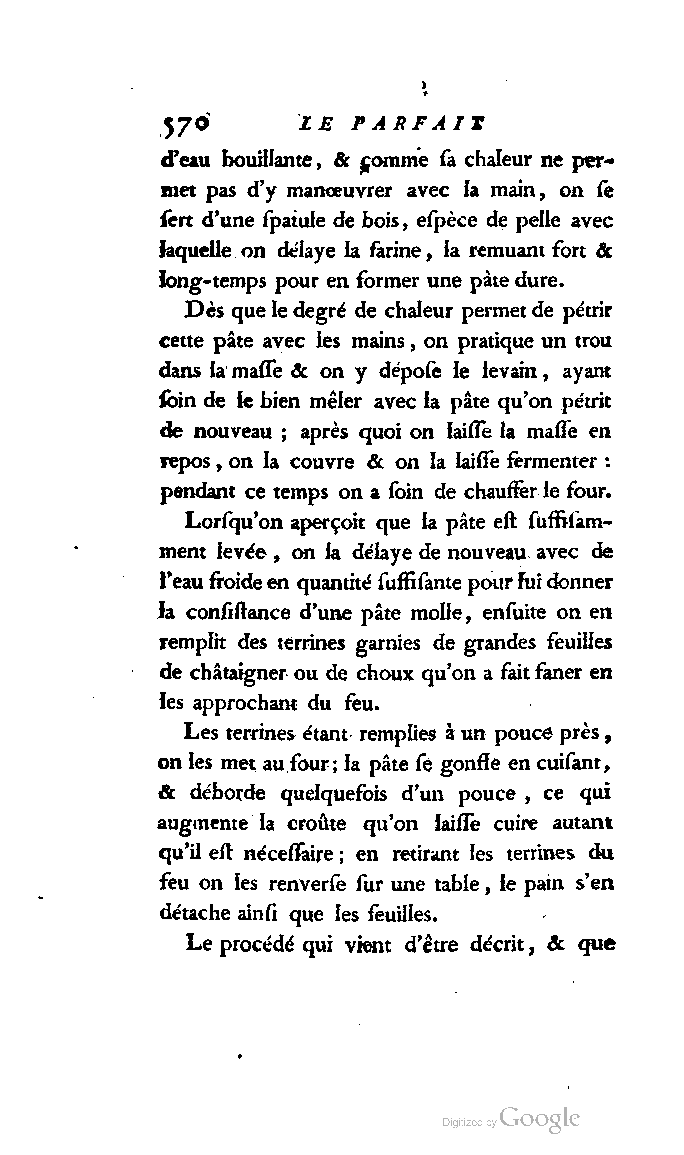 570 LE PARFAIT
d'eau bouillante, & comme ſa chaleur ne per-
met pas d'y manœuvrer avec la main, on ſe
ſert d'une ſpatule de bois, eſpèce de pelle avec
laquelle on délaye la farine, la remuant fort &
long-temps pour en former une pâte dure.
Dès que le degré de chaleur permet de pétrir
cette pâte avec les mains, on pratique un trou
dans la maſſe & on y dépoſe le levain, ayant
ſoin de le bien mêler avec la pâte qu'on pétrit
de nouveau ; après quoi on laiſſe la maſſe en
repos, on la couvre & on la laiſſe fermenter :
pendant ce temps on a ſoin de chauffer le four.
Lorſqu'on aperçoit que la pâte eſt ſuffiſam-
ment levée, on la délaye de nouveau avec de
l'eau froide en quantité ſuffiſante pour lui donner
la conſiſtance d'une pâte molle, enſuite on en
remplit des terrines garnies de grandes feuilles
de châtaigner ou de choux qu'on a fait faner en
les approchant du feu.
Les terrines étant remplies à un pouce près,
on les met au four; la pâte ſe gonfle en cuiſant,
& déborde quelquefois d'un pouce, ce qui
augmente la croûte qu'on laiſſe cuire autant
qu'il eſt néceſſaire ; en retirant les terrines du
feu on les renverſe ſur une table, le pain s'en
détache ainſi que les feuilles.
Le procédé qui vient d'être décrit, & que
Digitized by Google